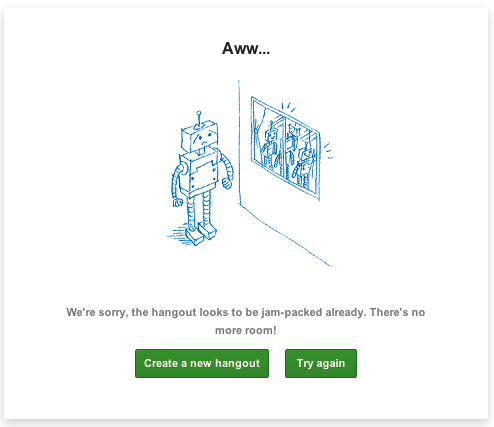 Aww...
We're sorry, the hangout looks to be jam-packed already. There's no
more room!
Create a new hangout
Try again